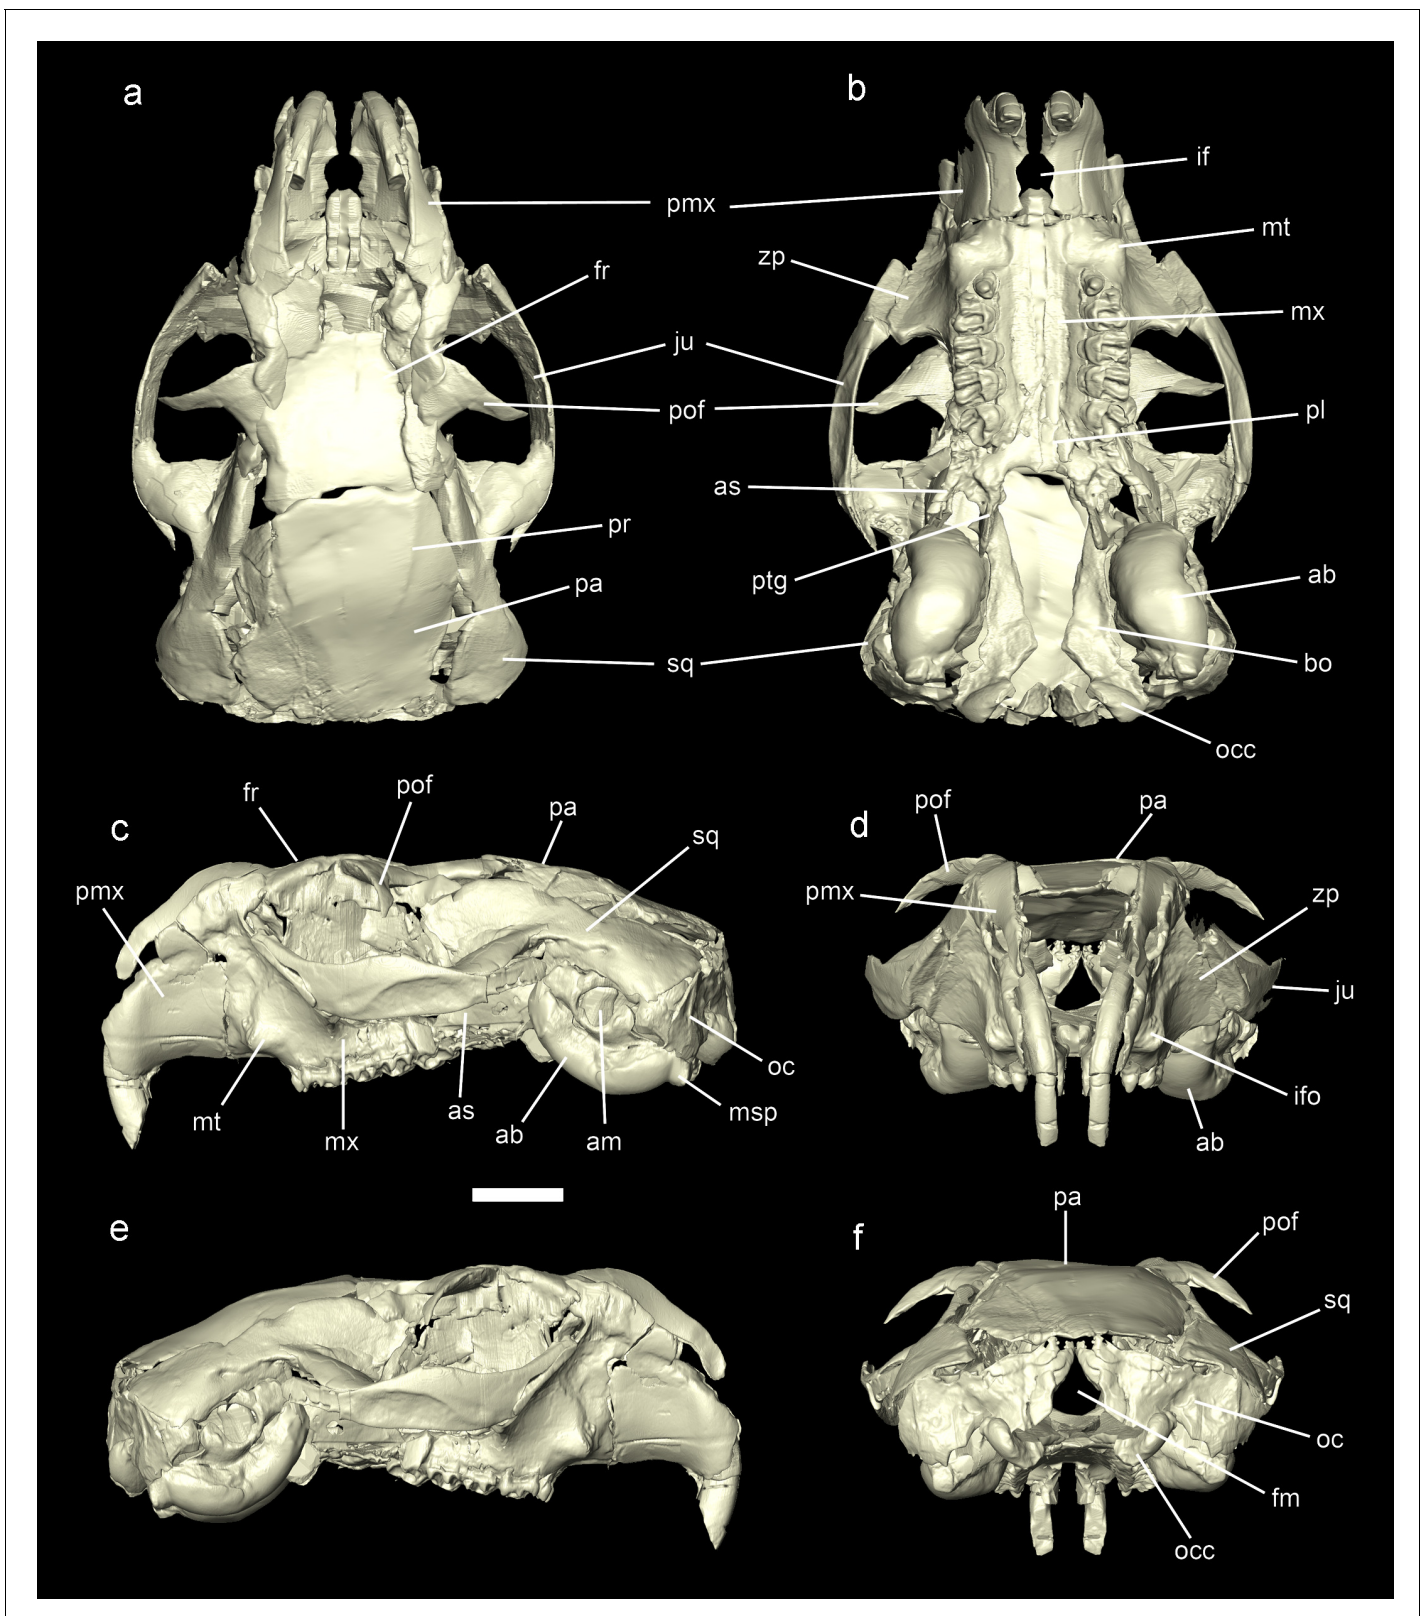 a
b
if
pmx
mt
zp
fr
mx
ju
pof
pl
as
pr
ptg
pa
ab
sq
bo
occ
c
fr
pof
pa
sq
pmx
mt
mx
as
ab
am
msp
oc
d
pof
pa
pmx
zp
ju
ifo
ab
e
f
pa
pof
sq
oc
fm
occ